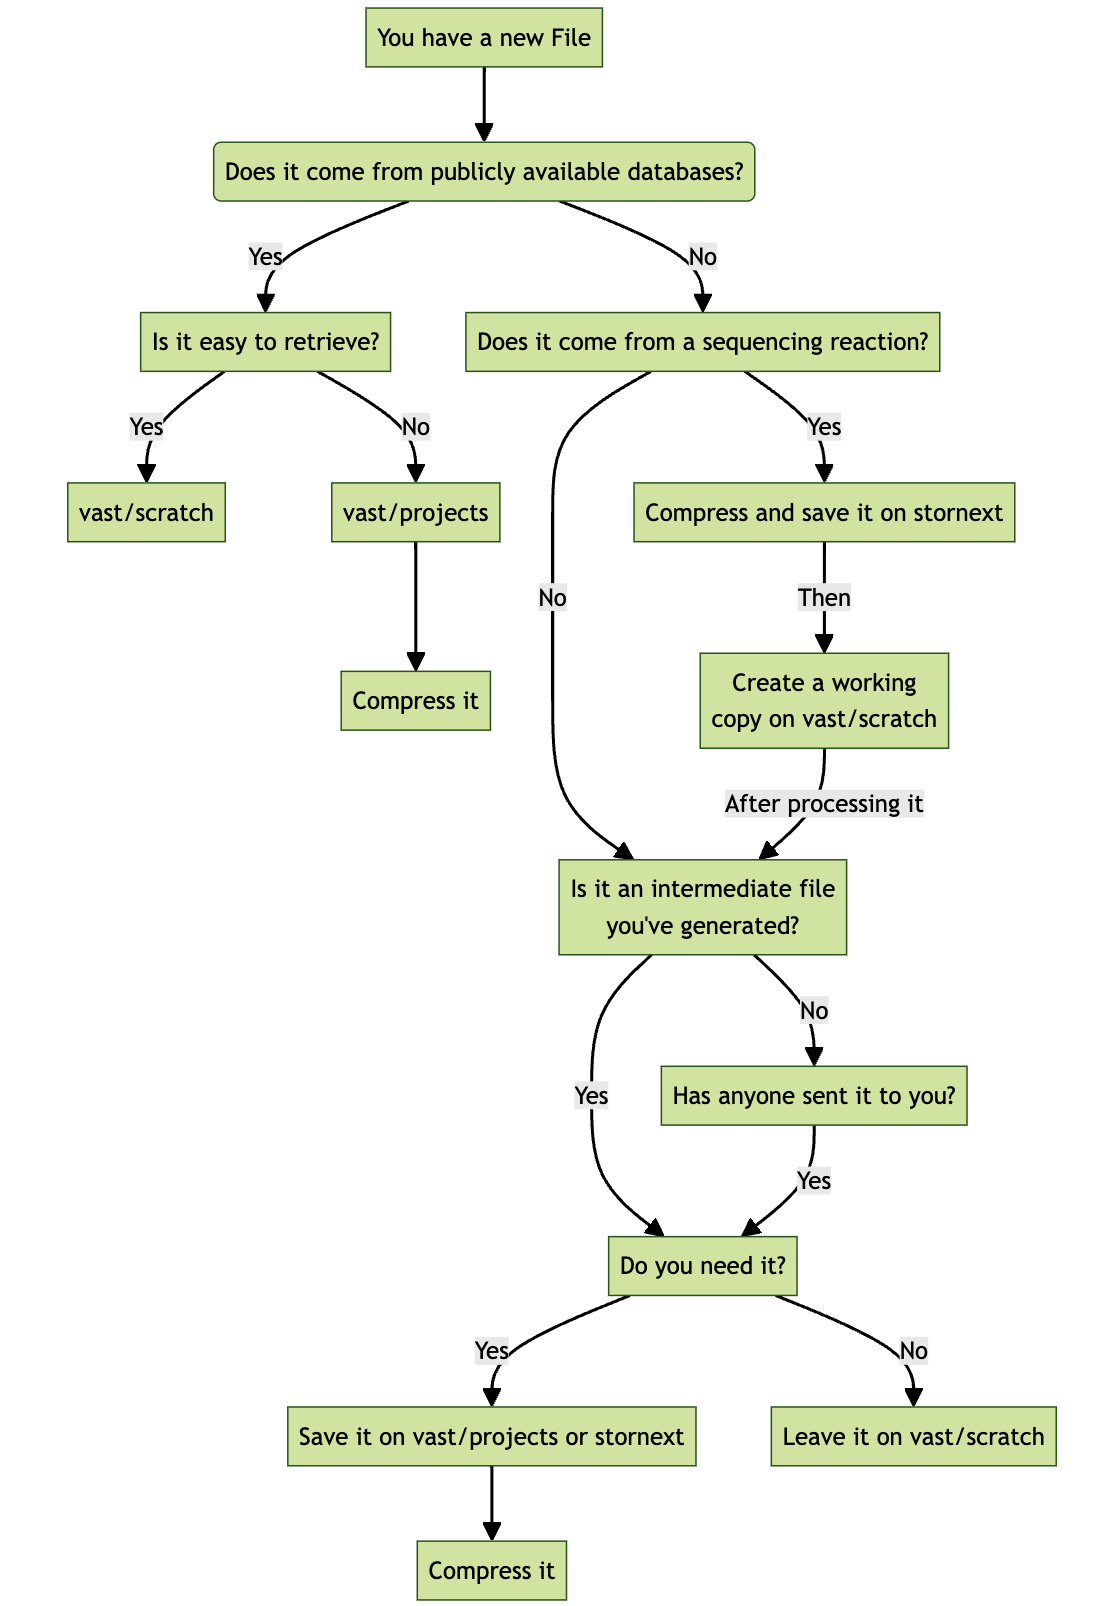 You have a new File
Does it come from publicly available databases?
Yes
No
Is it easy to retrieve?
Does it come from a sequencing reaction?
Yes
No
Yes
vast/scratch
vast/projects
Compress and save it on stornext
No
Then
Compress it
Create a working
copy on vast/scratch
After processing it
Is it an intermediate file
you've generated?
No
Yes
Has anyone sent it to you?
Yes
Do you need it?
Yes
No
Save it on vast/projects or stornext
Leave it on vast/scratch
Compress it